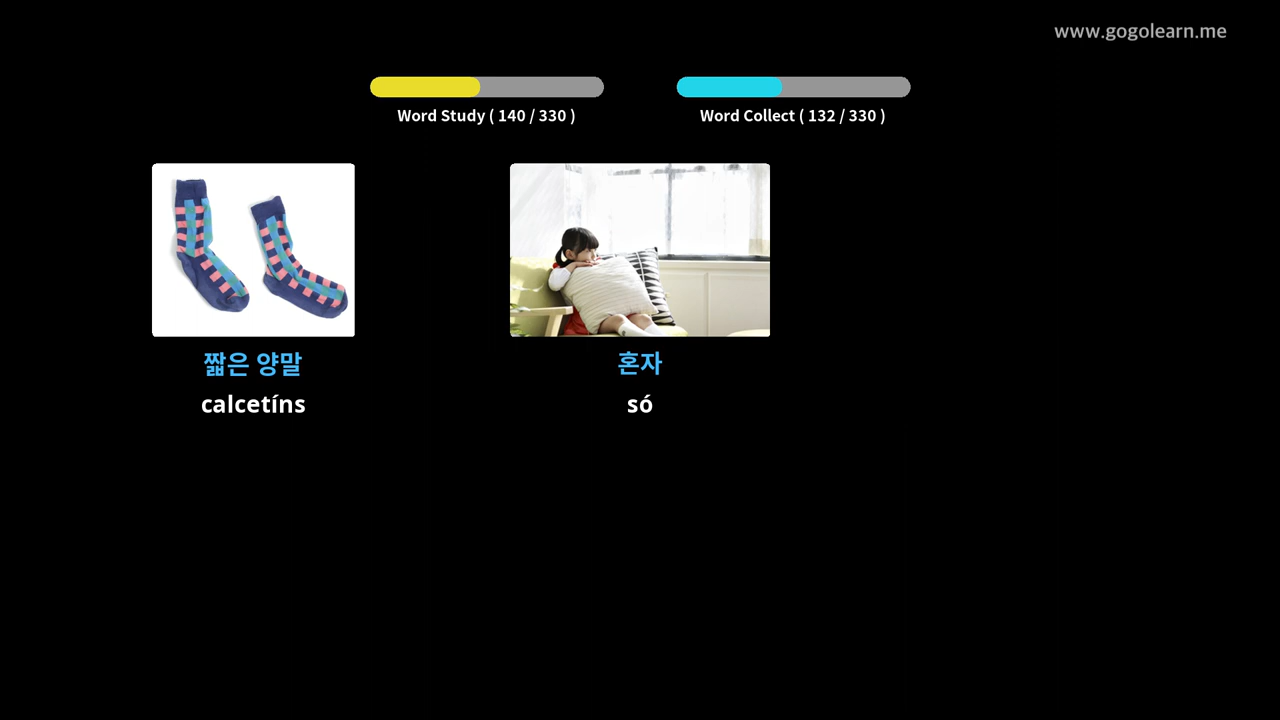 www.gogolearn.me
Word Study ( 140 / 330 )
Word Collect ( 132 / 330 )
짧은 양말
calcetíns
혼자
só